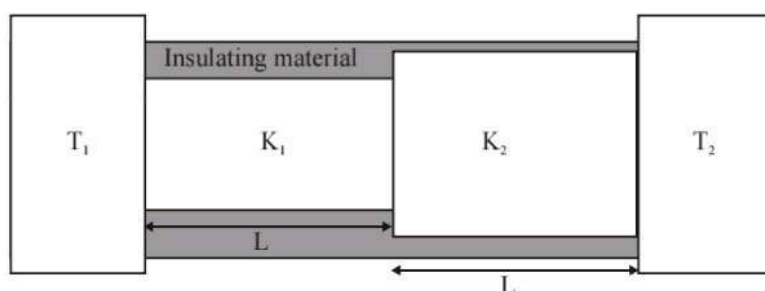 Insulating material
T₁
K₁
K₂
T₂
L
L